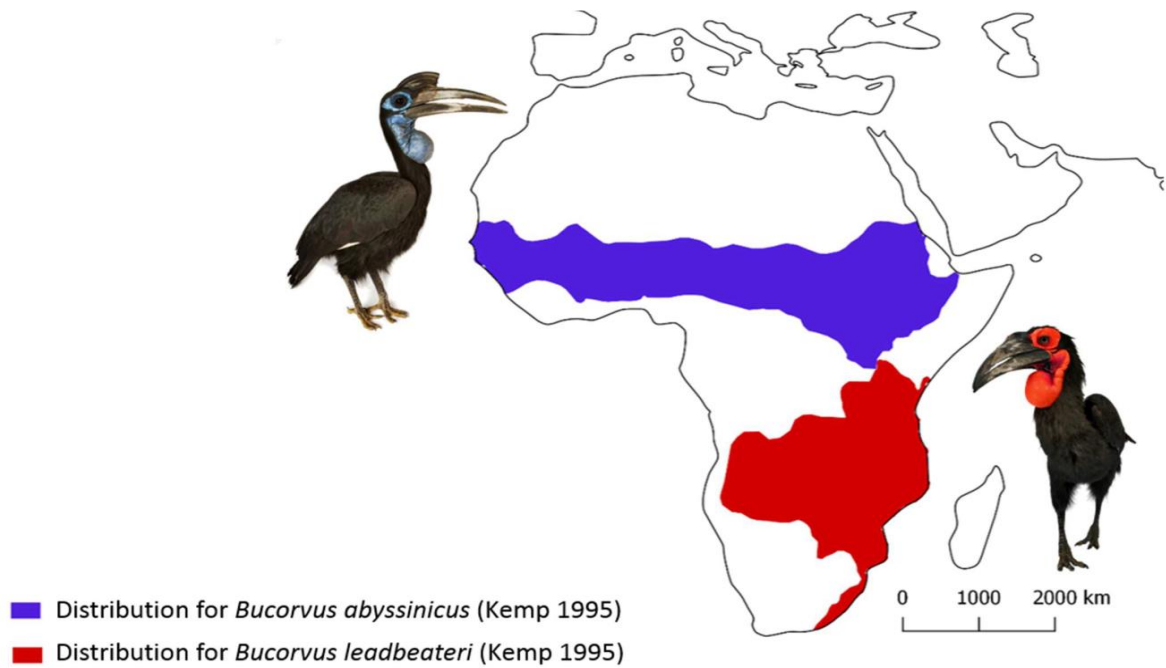 0 1000 2000 km
Distribution for Bucorvus abyssinicus (Kemp 1995)
Distribution for Bucorvus leadbeateri (Kemp 1995)